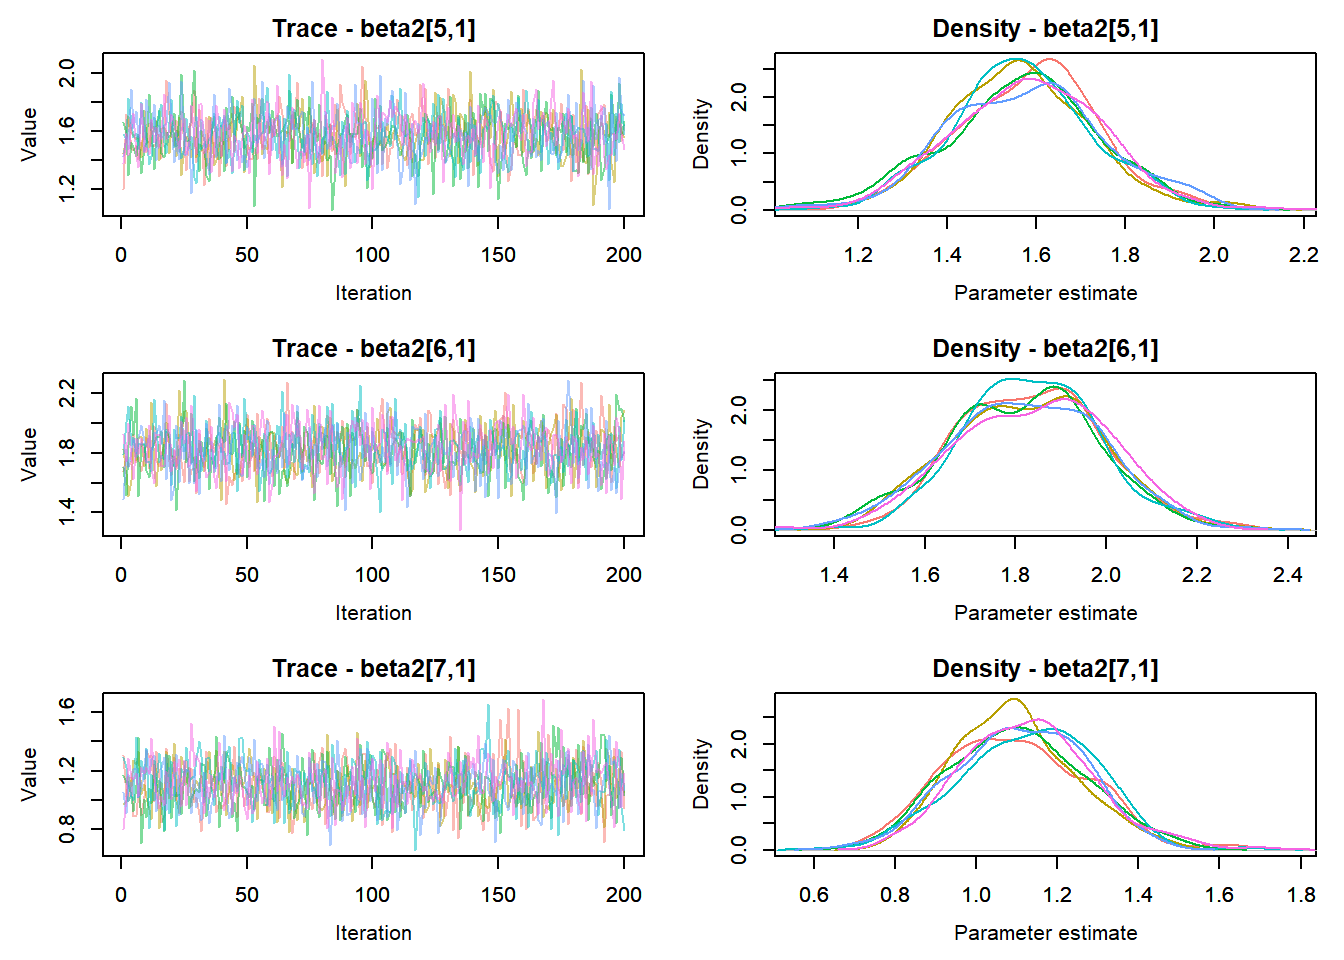 Trace - beta2[5,1]
Value
1.2 1.6 2.0
0 50 100 150 200
Iteration
Density - beta2[5,1]
Density
0.0 1.0 2.0
1.2 1.4 1.6 1.8 2.0 2.2
Parameter estimate
Trace - beta2[6,1]
Value
1.4 1.8 2.2
0 50 100 150 200
Iteration
Density - beta2[6,1]
Density
0.0 1.0 2.0
1.4 1.6 1.8 2.0 2.2 2.4
Parameter estimate
Trace - beta2[7,1]
Value
0.8 1.2 1.6
0 50 100 150 200
Iteration
Density - beta2[7,1]
Density
0.0 1.0 2.0
0.6 0.8 1.0 1.2 1.4 1.6 1.8
Parameter estimate